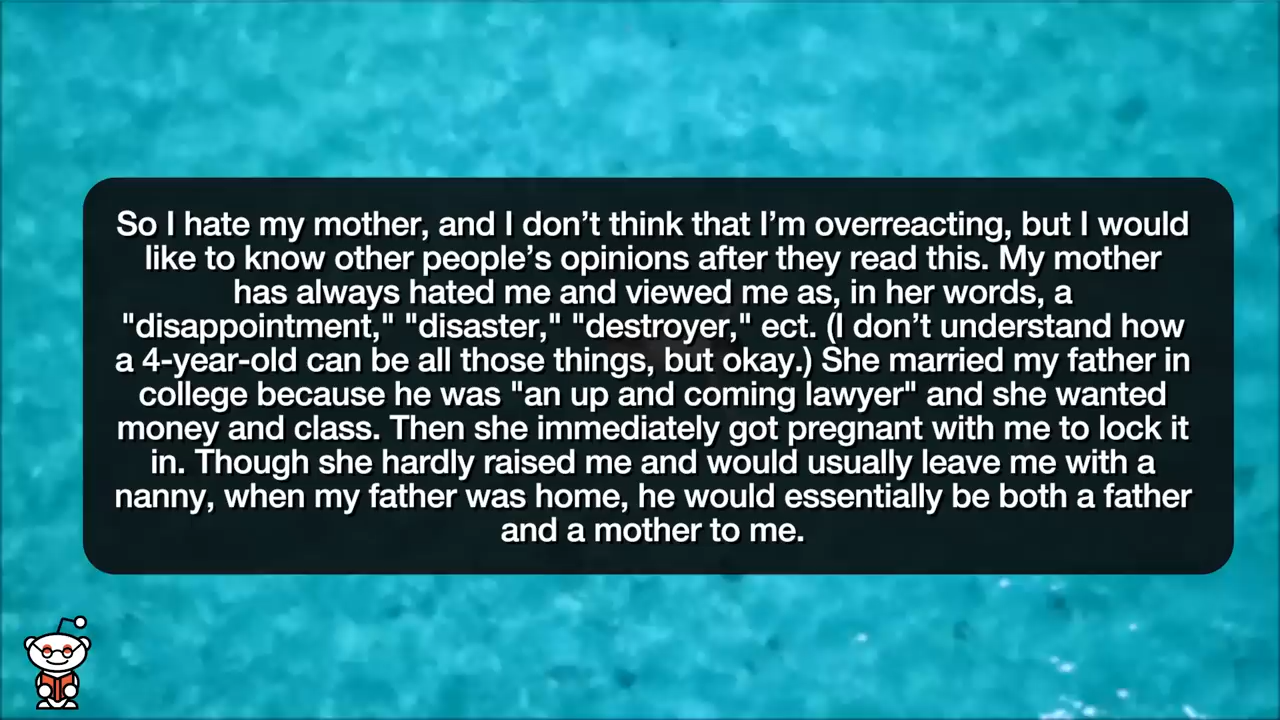 So I hate my mother, and I don’t think that I’m overreacting, but I would
like to know other people’s opinions after they read this. My mother
has always hated me and viewed me as, in her words, a
"disappointment," "disaster," "destroyer," ect. (I don’t understand how
a 4-year-old can be all those things, but okay.) She married my father in
college because he was "an up and coming lawyer" and she wanted
money and class. Then she immediately got pregnant with me to lock it
in. Though she hardly raised me and would usually leave me with a
nanny, when my father was home, he would essentially be both a father
and a mother to me.